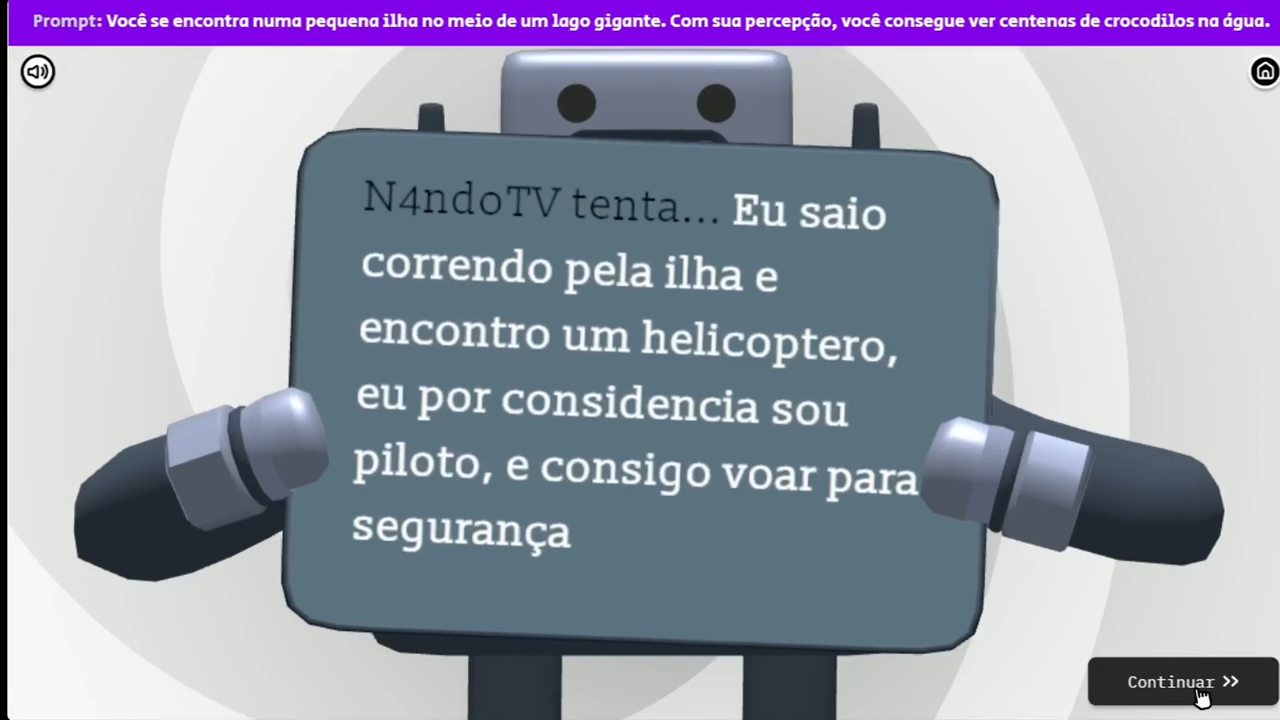 Prompt: Você se encontra numa pequena ilha no meio de um lago gigante. Com sua percepção, você consegue ver centenas de crocodilos na água.
N4ndoTV tenta... Eu saio
correndo pela ilha e
encontro um helicoptero,
eu por considencia sou
piloto, e consigo voar para
segurança
Continuar >>